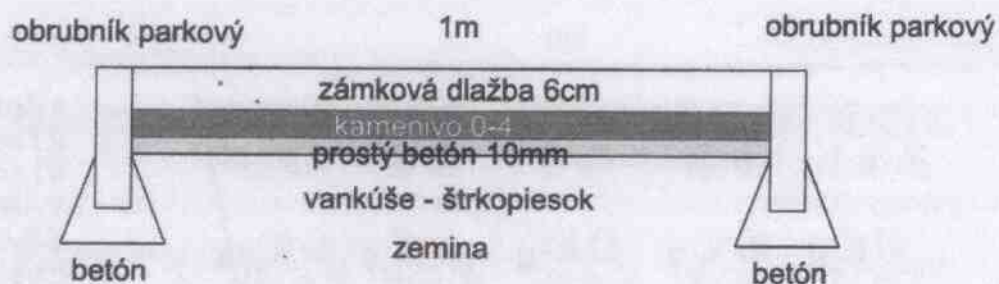 obrubník parkový 1m obrubník parkový
zámková dlažba 6cm
kamenivo 0-4
prostý betón 10mm
vankúše - štrkopiesok
zemina
betón betón